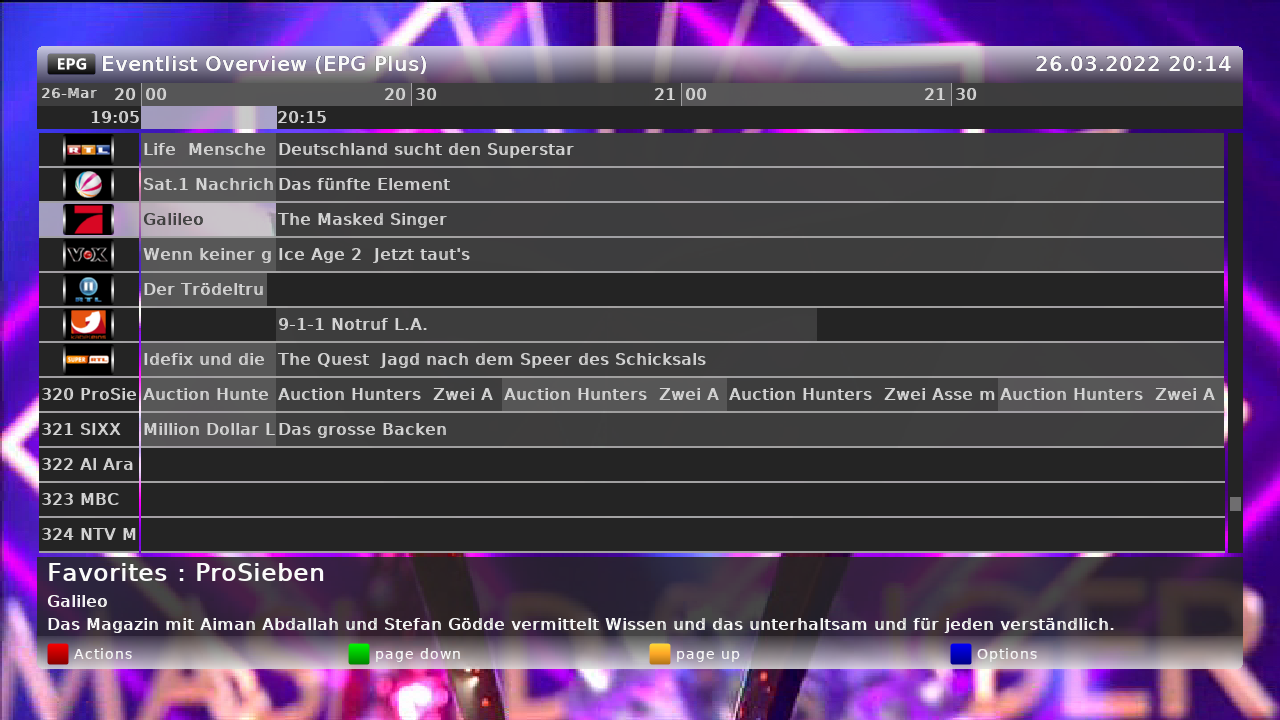 EPG Eventlist Overview (EPG Plus) 26.03.2022 20:14
26-Mar 20 00 20 30 21 00 21 30
19:05 20:15
RTL Life Mensche Deutschland sucht den Superstar
Sat.1 Nachrich Das fünfte Element
7 Galileo The Masked Singer
VOX Wenn keiner g Ice Age 2 Jetzt taut's
II RTL Der Trödeltru
9-1-1 Notruf L.A.
SUPER RTL Idefix und die The Quest Jagd nach dem Speer des Schicksals
320 ProSie Auction Hunte Auction Hunters Zwei A Auction Hunters Zwei A Auction Hunters Zwei Asse m Auction Hunters Zwei A
321 SIXX Million Dollar L Das grosse Backen
322 Al Ara
323 MBC
324 NTV M
Favorites : ProSieben
Galileo
Das Magazin mit Aiman Abdallah und Stefan Gödde vermittelt Wissen und das unterhaltsam und für jeden verständlich.
Actions page down page up Options